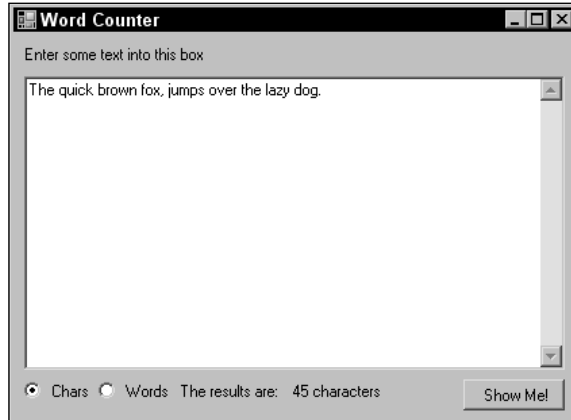 Word Counter
Enter some text into this box
The quick brown fox, jumps over the lazy dog.
Chars Words The results are: 45 characters Show Me!